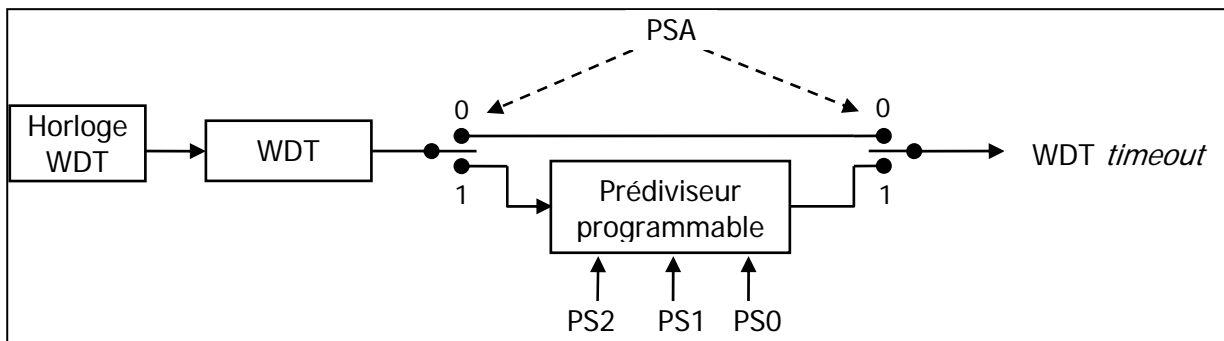 PSA
0
0
Horloge
WDT
WDT
WDT timeout
1
Prédiviseur
programmable
1
PS2
PS1
PS0